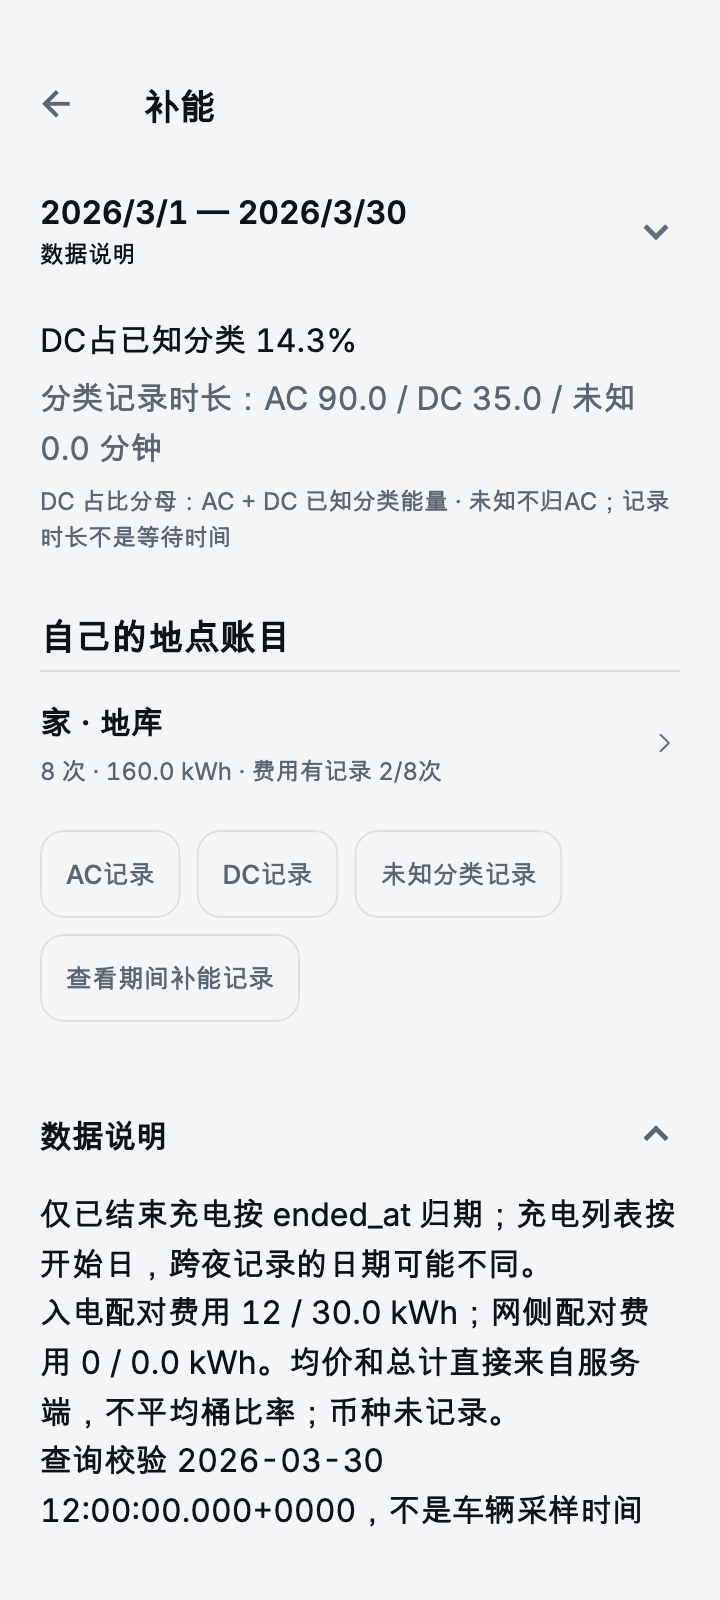 补能
2026/3/1 — 2026/3/30
数据说明
DC占已知分类 14.3%
分类记录时长：AC 90.0 / DC 35.0 / 未知
0.0 分钟
DC 占比分母：AC + DC 已知分类能量 · 未知不归AC；记录
时长不是等待时间
自己的地点账目
家 · 地库
8 次 · 160.0 kWh · 费用有记录 2/8次
AC记录
DC记录
未知分类记录
查看期间补能记录
数据说明
仅已结束充电按 ended_at 归期；充电列表按
开始日，跨夜记录的日期可能不同。
入电配对费用 12 / 30.0 kWh；网侧配对费
用 0 / 0.0 kWh。均价和总计直接来自服务
端，不平均桶比率；币种未记录。
查询校验 2026-03-30
12:00:00.000+0000，不是车辆采样时间